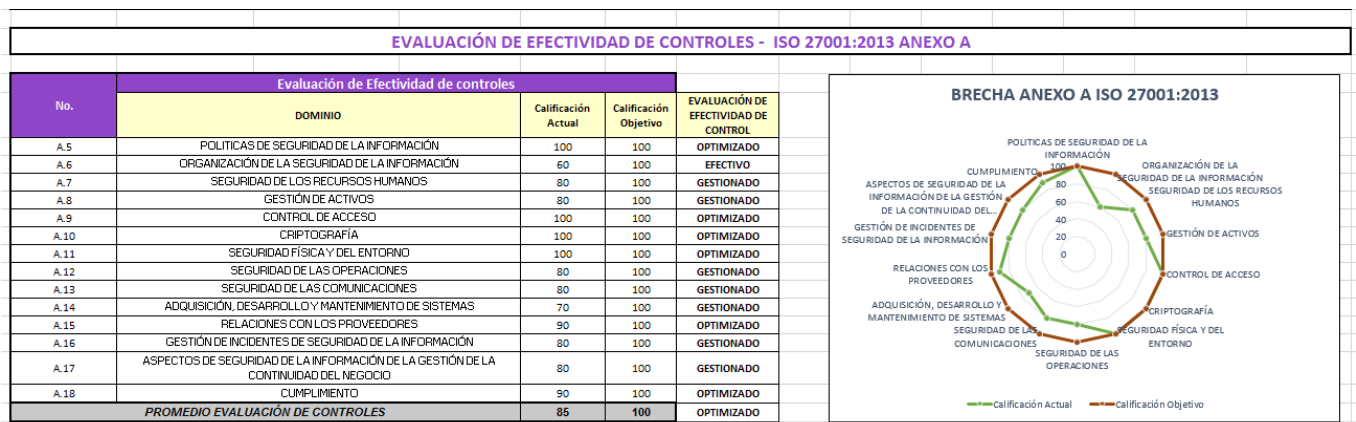 EVALUACIÓN DE EFECTIVIDAD DE CONTROLES - ISO 27001:2013 ANEXO A
No.
Evaluación de Efectividad de controles
DOMINIO
Calificación
Actual
Calificación
Objetivo
EVALUACIÓN DE
EFECTIVIDAD DE
CONTROL
A.5 POLITICAS DE SEGURIDAD DE LA INFORMACIÓN 100 100 OPTIMIZADO
A.6 ORGANIZACIÓN DE LA SEGURIDAD DE LA INFORMACIÓN 60 100 EFECTIVO
A.7 SEGURIDAD DE LOS RECURSOS HUMANOS 80 100 GESTIONADO
A.8 GESTIÓN DE ACTIVOS 80 100 GESTIONADO
A.9 CONTROL DE ACCESO 100 100 OPTIMIZADO
A.10 CRIPTOGRAFÍA 100 100 OPTIMIZADO
A.11 SEGURIDAD FÍSICA Y DEL ENTORNO 100 100 OPTIMIZADO
A.12 SEGURIDAD DE LAS OPERACIONES 80 100 GESTIONADO
A.13 SEGURIDAD DE LAS COMUNICACIONES 80 100 GESTIONADO
A.14 ADQUISICIÓN, DESARROLLO Y MANTENIMIENTO DE SISTEMAS 70 100 GESTIONADO
A.15 RELACIONES CON LOS PROVEEDORES 90 100 OPTIMIZADO
A.16 GESTIÓN DE INCIDENTES DE SEGURIDAD DE LA INFORMACIÓN 80 100 GESTIONADO
A.17 ASPECTOS DE SEGURIDAD DE LA INFORMACIÓN DE LA GESTIÓN DE LA
CONTINUIDAD DEL NEGOCIO 80 100 GESTIONADO
A.18 CUMPLIMIENTO 90 100 OPTIMIZADO
PROMEDIO EVALUACIÓN DE CONTROLES 85 100 OPTIMIZADO
BRECHA ANEXO A ISO 27001:2013
POLITICAS DE SEGURIDAD DE LA
INFORMACIÓN
ORGANIZACIÓN DE LA
SEGURIDAD DE LA INFORMACIÓN
SEGURIDAD DE LOS RECURSOS
HUMANOS
GESTIÓN DE ACTIVOS
CONTROL DE ACCESO
CRIPTOGRAFÍA
SEGURIDAD FÍSICA Y DEL
ENTORNO
SEGURIDAD DE LAS
OPERACIONES
SEGURIDAD DE LAS
COMUNICACIONES
ADQUISICIÓN, DESARROLLO Y
MANTENIMIENTO DE SISTEMAS
RELACIONES CON LOS
PROVEEDORES
GESTIÓN DE INCIDENTES DE
SEGURIDAD DE LA INFORMACIÓN
ASPECTOS DE SEGURIDAD DE LA
INFORMACIÓN DE LA GESTIÓN
DE LA CONTINUIDAD DEL...
CUMPLIMIENTO
100
80
60
40
20
0
Calificación Actual
Calificación Objetivo